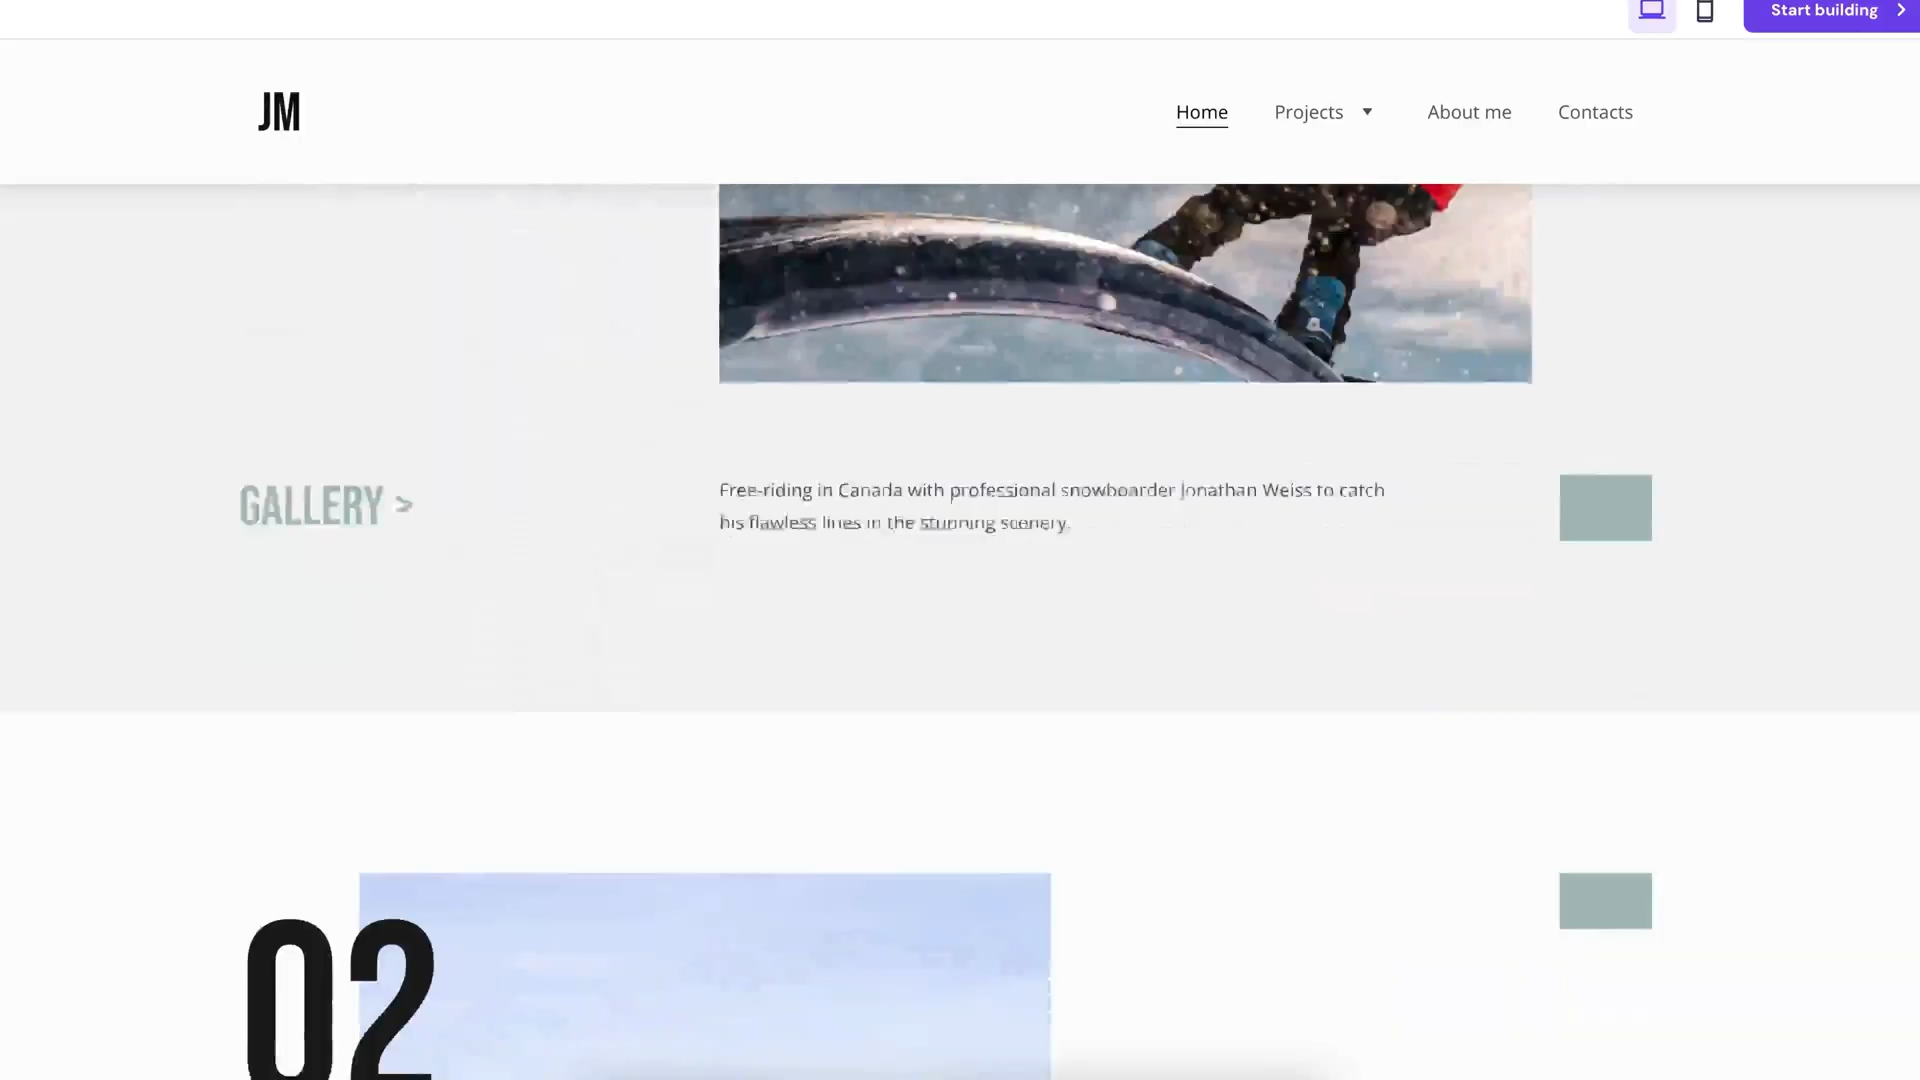 Start building
JM
Home
Projects
About me
Contacts
GALLERY >
Free-riding in Canada with professional snowboarder Jonathan Weiss to catch
his flawless lines in the stunning scenery.
02